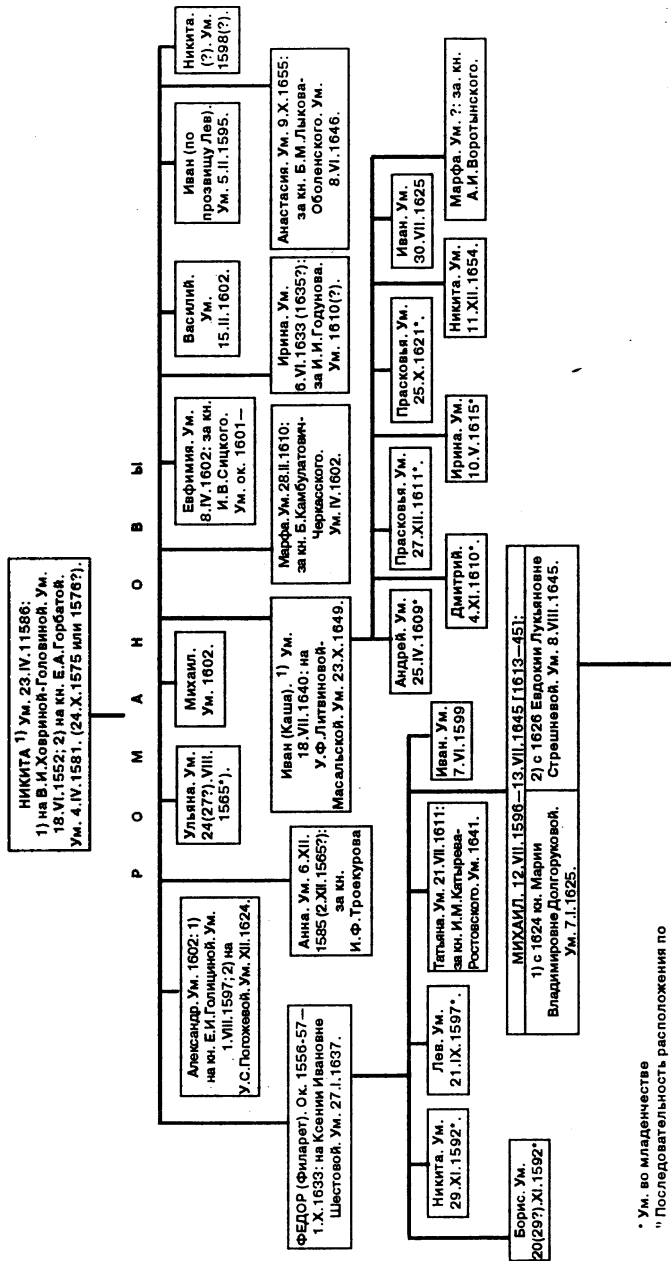 НИКИТА ¹⁾ Ум. 23.IV.11586:
1) на В.И.Ховриной-Головиной. Ум.
18.VI.1552; 2) на кн. Е.А.Горбатой.
Ум. 4.IV.1581. (24.X.1575 или 1576?).
Р О М А Н О В Ы
Александр. Ум. 1602: 1)
на кн. Е.И.Голициной. Ум.
1.VIII.1597; 2) на
У.С.Погожевой. Ум. XII.1624.
Ульяна. Ум.
24(27?).VIII.
1565*).
Михаил.
Ум. 1602.
Евфимия. Ум.
8.IV.1602: за кн.
И.В.Сицкого.
Ум. ок. 1601—
Василий.
Ум.
15.II.1602.
Иван (по
прозвищу Лев).
Ум. 5.II.1595.
Никита.
(?). Ум.
1598(?).
ФЕДОР (Филарет). Ок. 1556-57—
1.X.1633: на Ксении Ивановне
Шестовой. Ум. 27.I.1637.
Анна. Ум. 6.XII.
1585 (2.XII.1565?):
за кн.
И.Ф.Троекурова
Иван (Каша). ¹⁾ Ум.
18.VII.1640: на
У.Ф.Литвиновой-
Масальской. Ум. 23.X.1649.
Марфа. Ум. 28.II.1610:
за кн. Б.Камбулатович-
Черкасского.
Ум. IV.1602.
Ирина. Ум.
6.VI.1633 (1635?):
за И.И.Годунова.
Ум. 1610(?).
Анастасия. Ум. 9.X.1655:
за кн. Б.М.Лыкова-
Оболенского. Ум.
8.VI.1646.
Никита. Ум.
29.XI.1592*.
Лев. Ум.
21.IX.1597*.
Татьяна. Ум. 21.VII.1611:
за кн. И.М.Катырева-
Ростовского. Ум. 1641.
Иван. Ум.
7.VI.1599
Андрей. Ум.
25.IV.1609*
Прасковья. Ум.
27.XII.1611*.
Прасковья. Ум.
25.X.1621*.
Иван. Ум.
30.VII.1625
Марфа. Ум. ?: за. кн.
А.И.Воротынского.
Борис. Ум.
20(29?).XI.1592*
МИХАИЛ. 12.VII.1596—13.VII.1645 [1613—45]:
1) с 1624 кн. Марии
Владимировне Долгоруковой.
Ум. 7.I.1625.
2) с 1626 Евдокии Лукьяновне
Стрешневой. Ум. 8.VIII.1645.
Дмитрий.
4.XI.1610*.
Ирина. Ум.
10.V.1615*
Никита. Ум.
11.XII.1654.
* Ум. во младенчестве
¹⁾ Последовательность расположения по